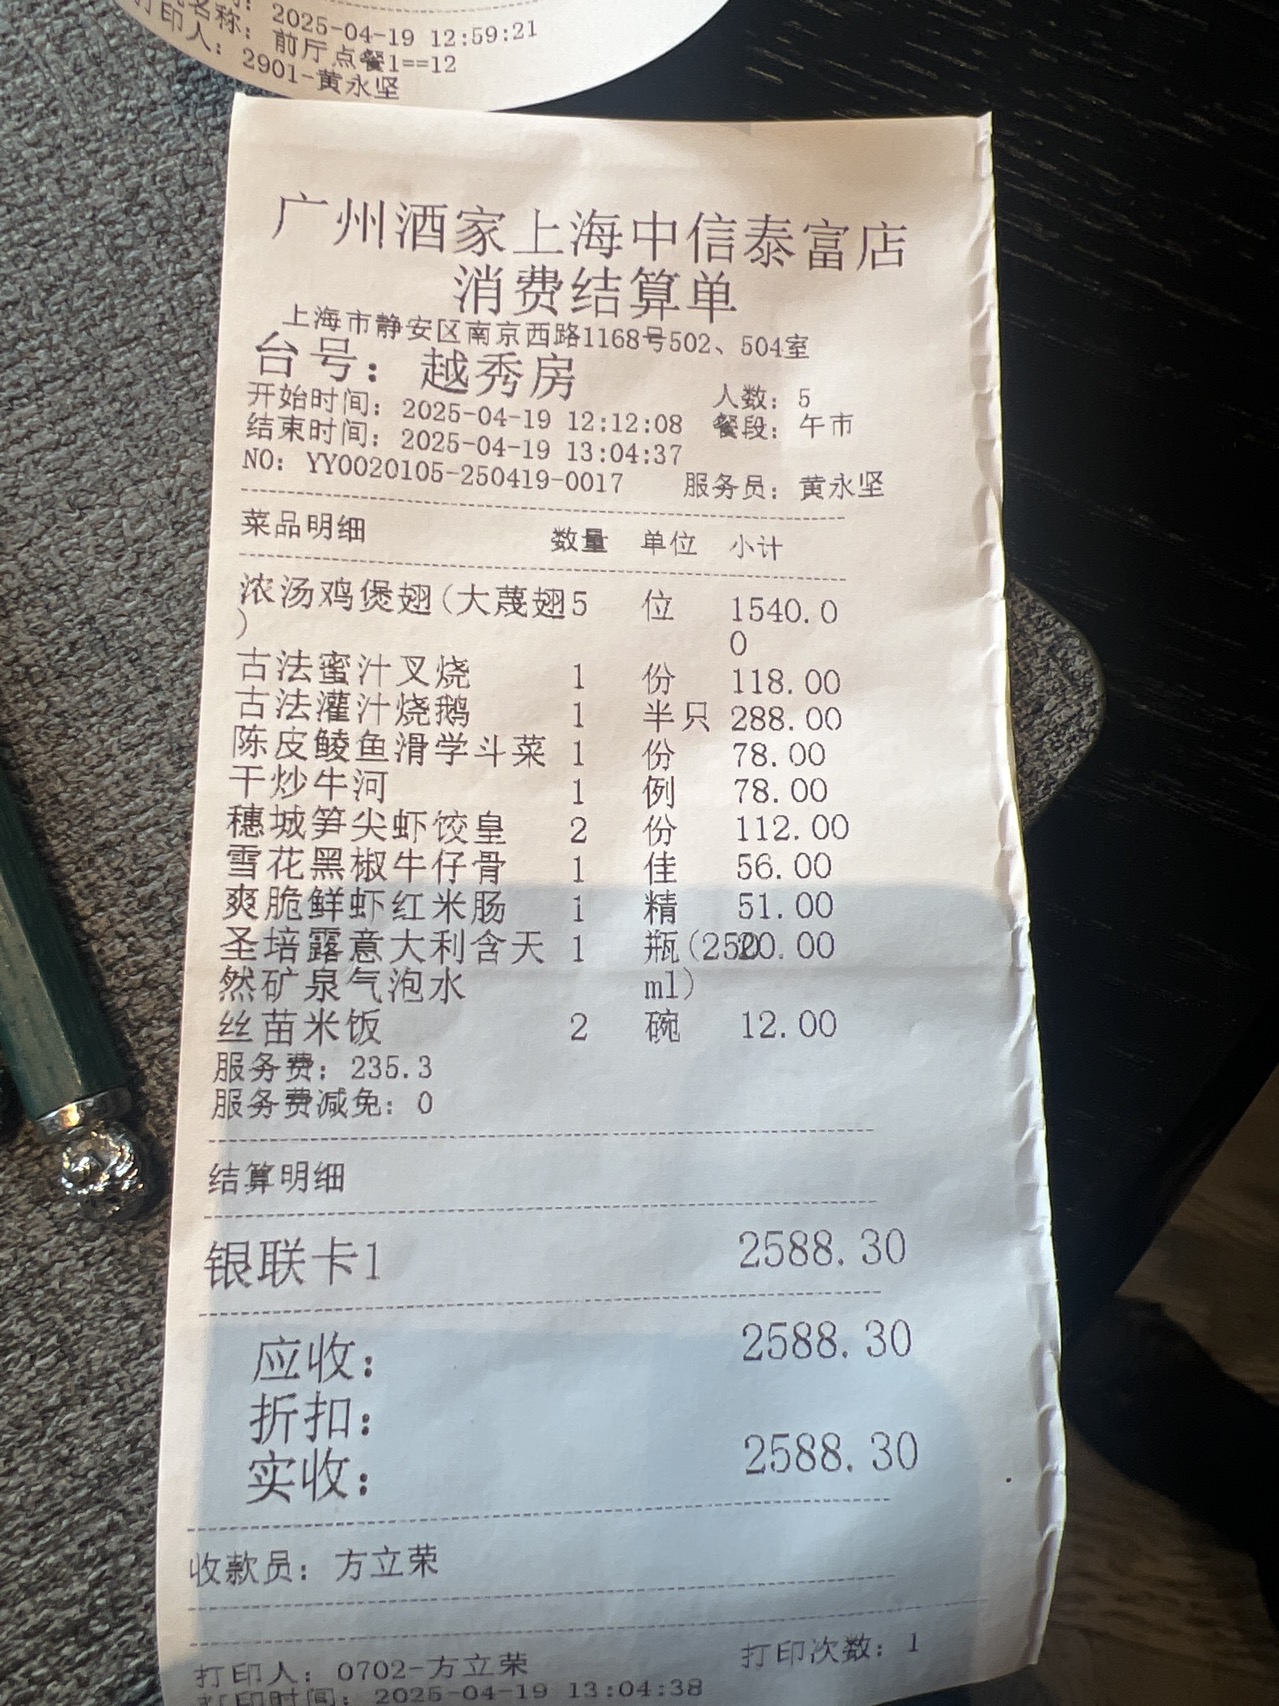 2025-04-19 12:59:21
名称: 前厅点餐1==12
打印人: 2901-黄永坚
广州酒家上海中信泰富店
消费结算单
上海市静安区南京西路1168号502、504室
台号: 越秀房
开始时间: 2025-04-19 12:12:08 人数: 5
结束时间: 2025-04-19 13:04:37 餐段: 午市
NO: YY0020105-250419-0017 服务员: 黄永坚
菜品明细 数量 单位 小计
浓汤鸡煲翅(大蔑翅5 位 1540.0
) 0
古法蜜汁叉烧 1 份 118.00
古法灌汁烧鹅 1 半只 288.00
陈皮鲮鱼滑学斗菜 1 份 78.00
干炒牛河 1 例 78.00
穗城笋尖虾饺皇 2 份 112.00
雪花黑椒牛仔骨 1 佳 56.00
爽脆鲜虾红米肠 1 精 51.00
圣培露意大利含天 1 瓶(250 20.00
然矿泉气泡水 ml)
丝苗米饭 2 碗 12.00
服务费: 235.3
服务费减免: 0
结算明细
银联卡1 2588.30
应收: 2588.30
折扣:
实收: 2588.30
收款员: 方立荣
打印人: 0702-方立荣 打印次数: 1
打印时间: 2025-04-19 13:04:38